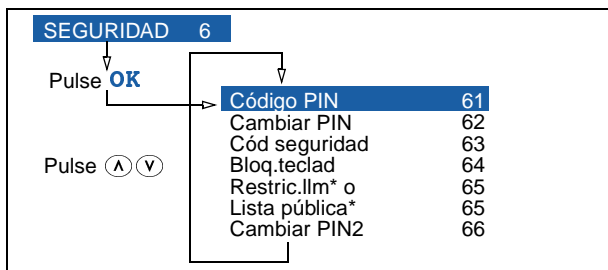 SEGURIDAD 6
Pulse OK
Código PIN 61
Cambiar PIN 62
Cód seguridad 63
Bloq.teclad 64
Pulse
Restric.llm* o 65
Lista pública* 65
Cambiar PIN2 66